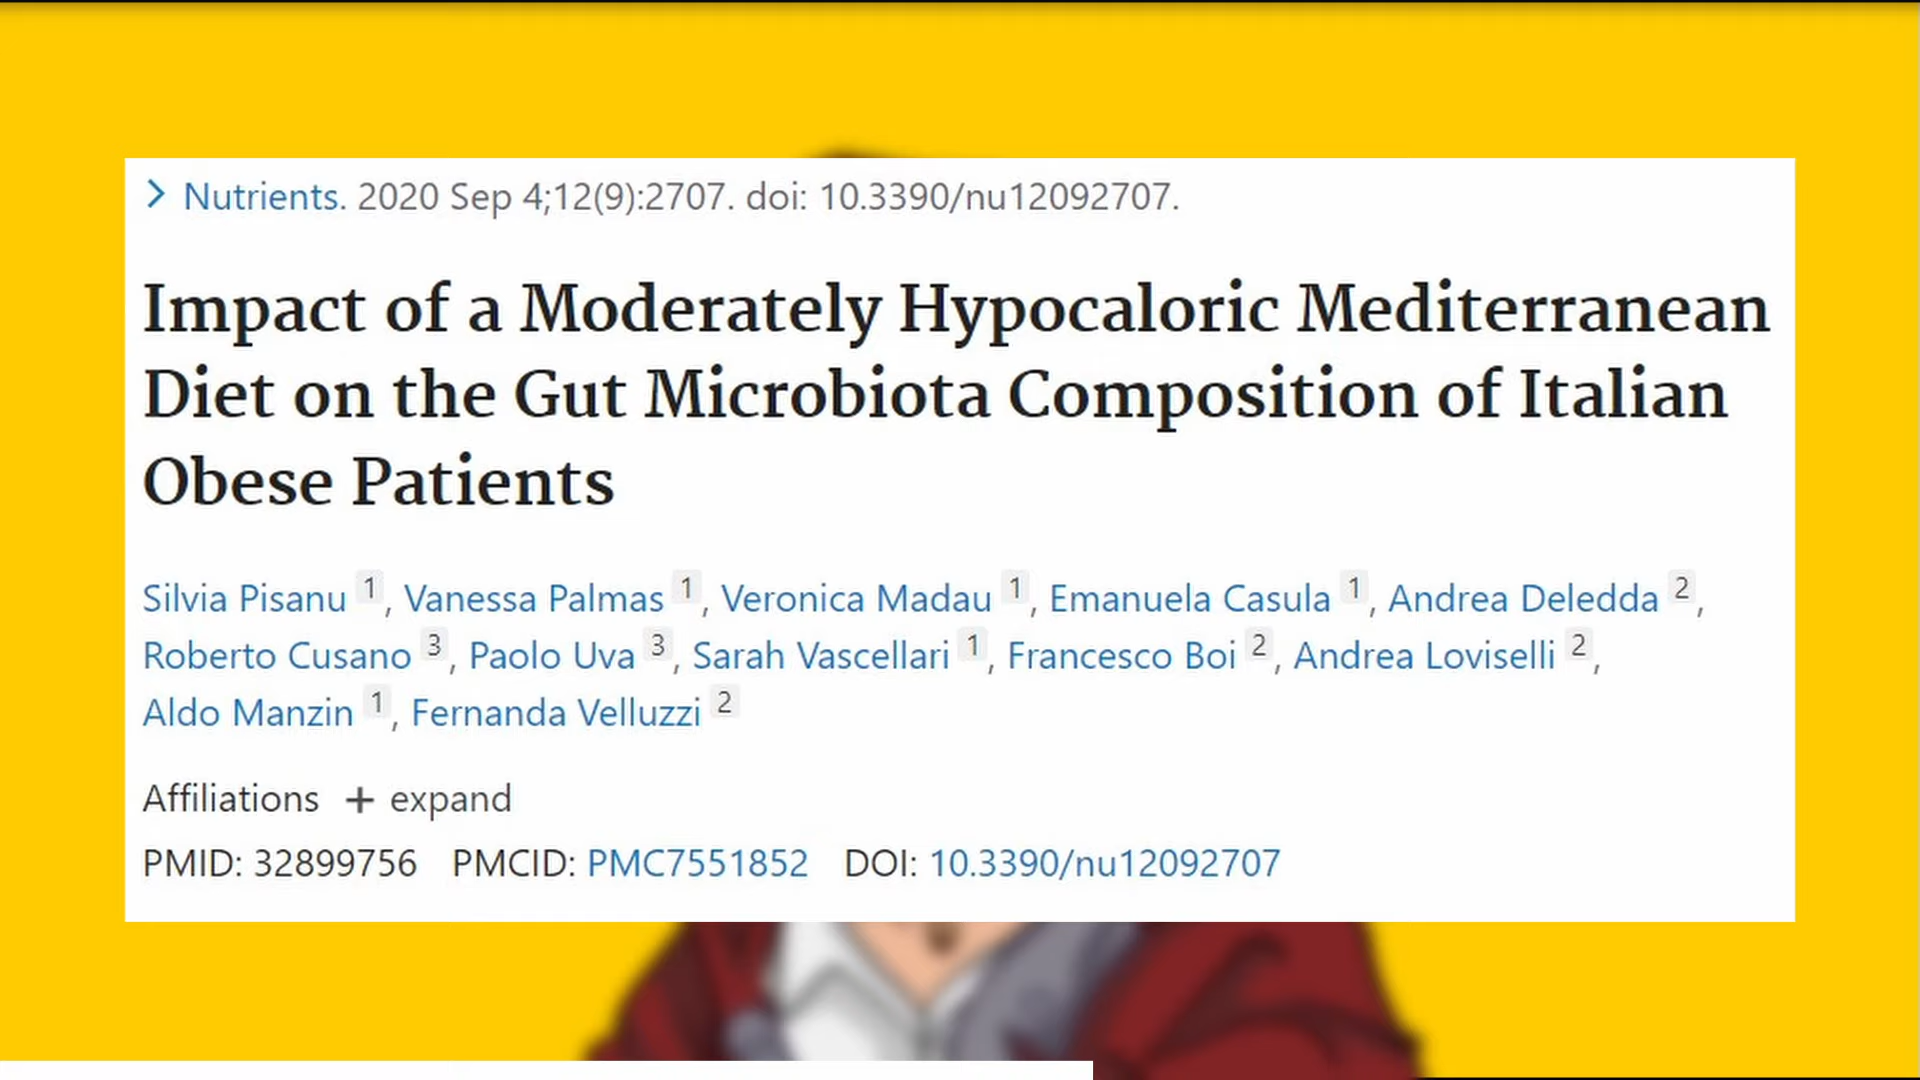 Nutrients. 2020 Sep 4;12(9):2707. doi: 10.3390/nu12092707.
Impact of a Moderately Hypocaloric Mediterranean
Diet on the Gut Microbiota Composition of Italian
Obese Patients
Silvia Pisanu 1, Vanessa Palmas 1, Veronica Madau 1, Emanuela Casula 1, Andrea Deledda 2,
Roberto Cusano 3, Paolo Uva 3, Sarah Vascellari 1, Francesco Boi 2, Andrea Loviselli 2,
Aldo Manzin 1, Fernanda Velluzzi 2
Affiliations + expand
PMID: 32899756 PMCID: PMC7551852 DOI: 10.3390/nu12092707